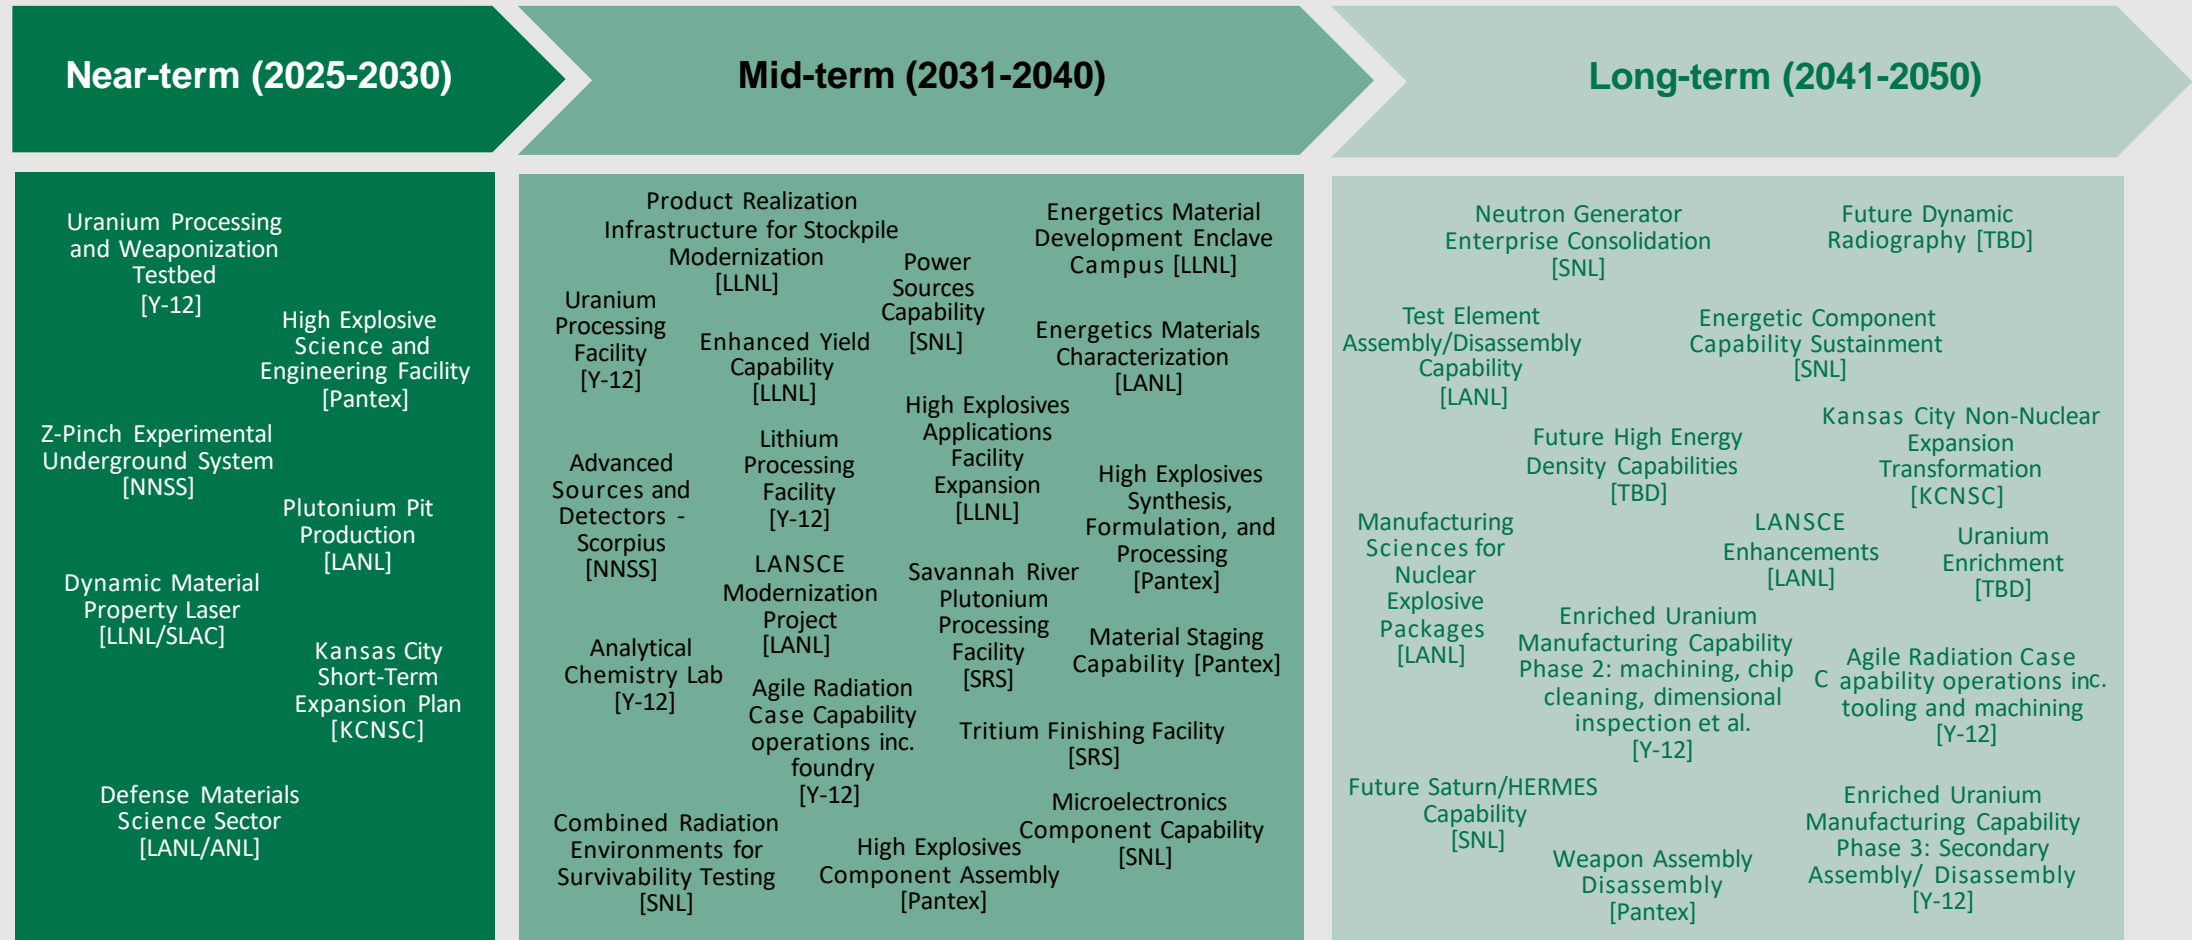 Near-term (2025-2030)
Uranium Processing
and Weaponization
Testbed
[Y-12]
High Explosive
Science and
Engineering Facility
[Pantex]
Z-Pinch Experimental
Underground System
[NNSS]
Plutonium Pit
Production
[LANL]
Dynamic Material
Property Laser
[LLNL/SLAC]
Kansas City
Short-Term
Expansion Plan
[KCNSC]
Defense Materials
Science Sector
[LANL/ANL]
Mid-term (2031-2040)
Product Realization
Infrastructure for Stockpile
Modernization
[LLNL]
Energetics Material
Development Enclave
Campus [LLNL]
Power
Sources
Capability
[SNL]
Uranium
Processing
Facility
[Y-12]
Enhanced Yield
Capability
[LLNL]
Energetics Materials
Characterization
[LANL]
High Explosives
Applications
Facility
Expansion
[LLNL]
Lithium
Processing
Facility
[Y-12]
Advanced
Sources and
Detectors -
Scorpius
[NNSS]
High Explosives
Synthesis,
Formulation, and
Processing
[Pantex]
LANSCE
Modernization
Project
[LANL]
Savannah River
Plutonium
Processing
Facility
[SRS]
Material Staging
Capability [Pantex]
Analytical
Chemistry Lab
[Y-12]
Agile Radiation
Case Capability
operations inc.
foundry
[Y-12]
Tritium Finishing Facility
[SRS]
Microelectronics
Component Capability
[SNL]
Combined Radiation
Environments for
Survivability Testing
[SNL]
High Explosives
Component Assembly
[Pantex]
Long-term (2041-2050)
Neutron Generator
Enterprise Consolidation
[SNL]
Future Dynamic
Radiography [TBD]
Test Element
Assembly/Disassembly
Capability
[LANL]
Energetic Component
Capability Sustainment
[SNL]
Kansas City Non-Nuclear
Expansion
Transformation
[KCNSC]
Future High Energy
Density Capabilities
[TBD]
Manufacturing
Sciences for
Nuclear
Explosive
Packages
[LANL]
LANSCE
Enhancements
[LANL]
Uranium
Enrichment
[TBD]
Enriched Uranium
Manufacturing Capability
Phase 2: machining, chip
cleaning, dimensional
inspection et al.
[Y-12]
Agile Radiation Case
C apability operations inc.
tooling and machining
[Y-12]
Future Saturn/HERMES
Capability
[SNL]
Enriched Uranium
Manufacturing Capability
Phase 3: Secondary
Assembly/ Disassembly
[Y-12]
Weapon Assembly
Disassembly
[Pantex]